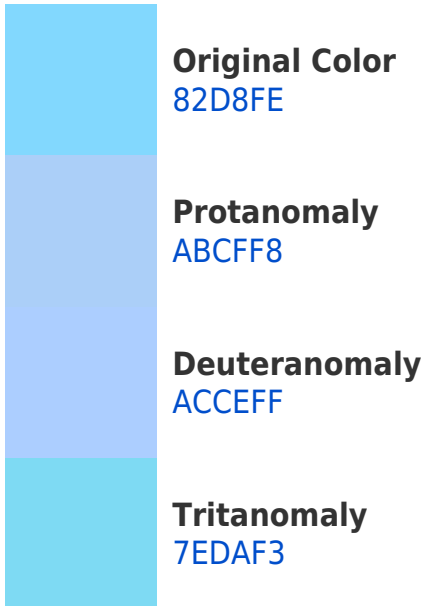 Original Color
82D8FE
Protanomaly
ABCFF8
Deuteranomaly
ACCEFF
Tritanomaly
7EDAF3